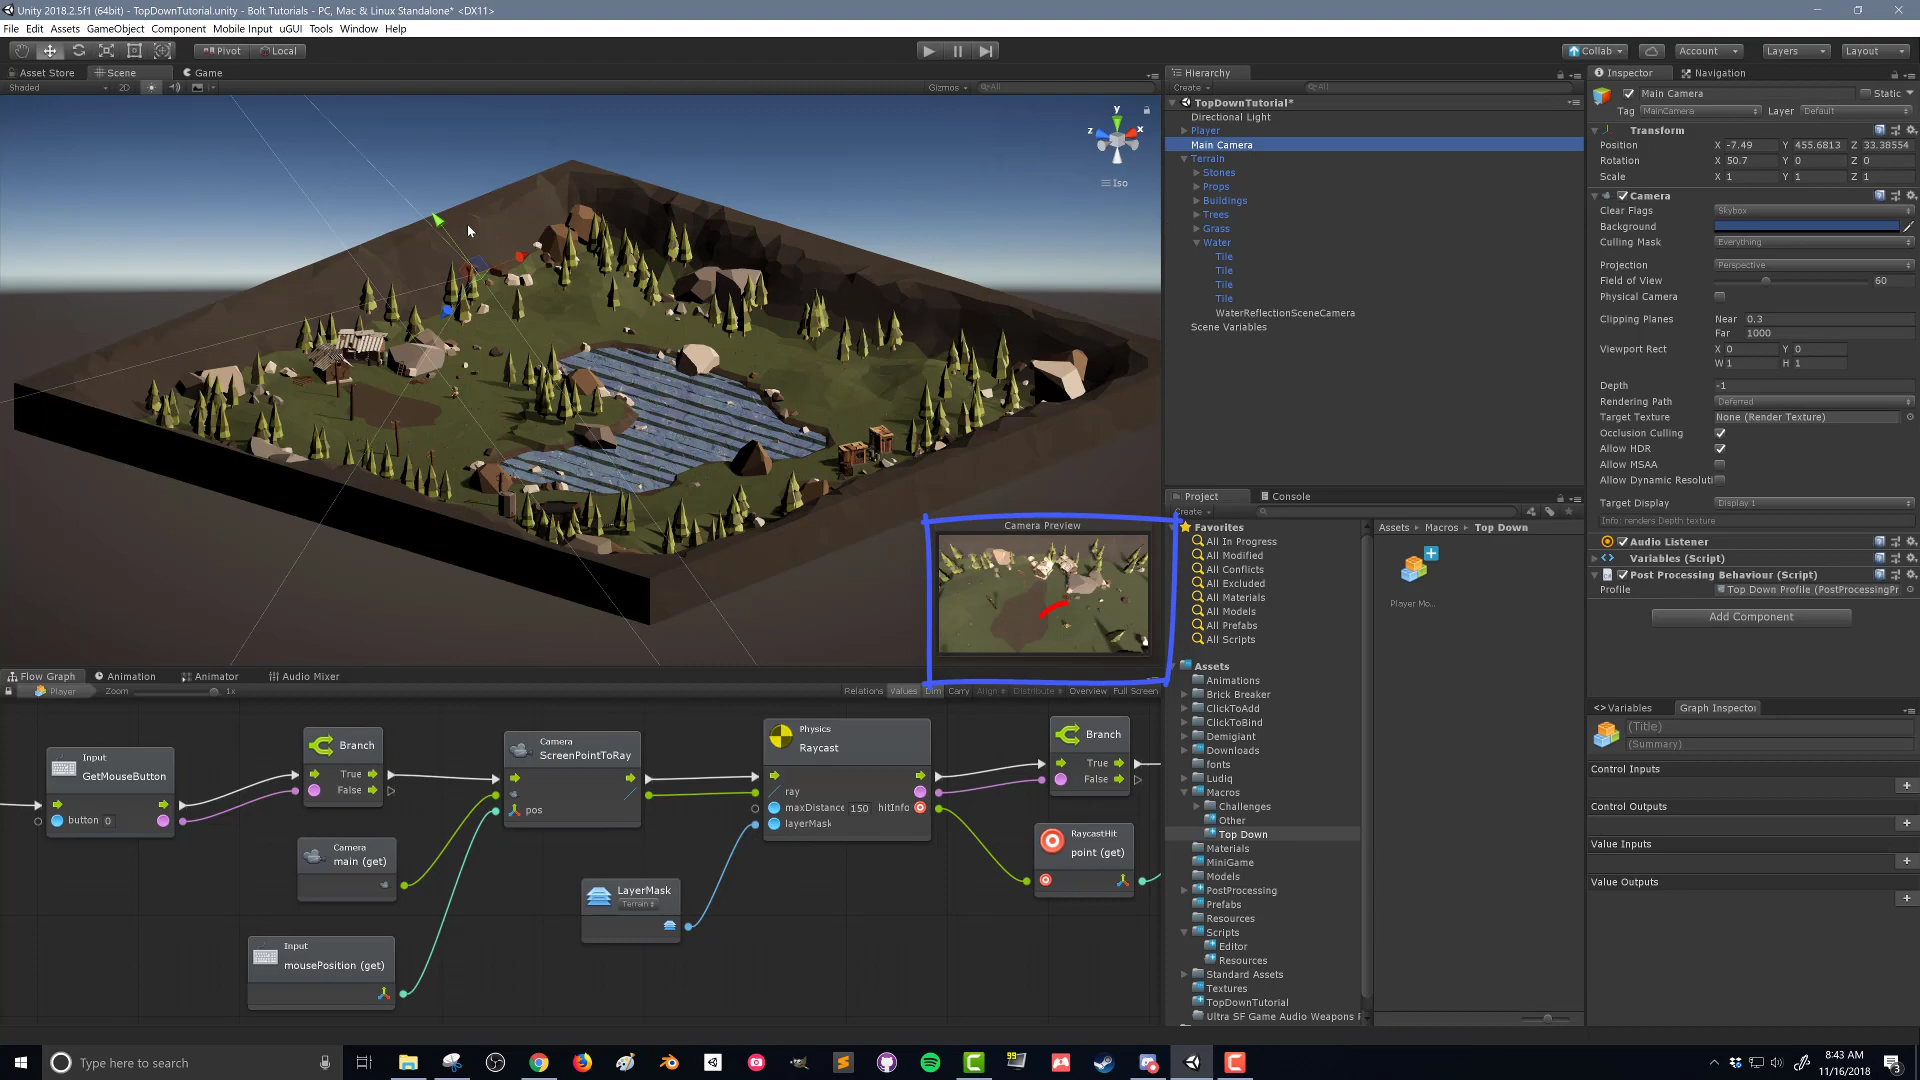 Unity 2018.2.5f1 (64bit) - TopDownTutorial.unity - Bolt Tutorials - PC, Mac & Linux Standalone* <DX11>
File Edit Assets GameObject Component Mobile Input uGUI Tools Window Help
Pivot Local Collab Account Layers Layout
Asset Store Scene Game
Shaded 2D Gizmos All
y
z x
Iso
Camera Preview
Hierarchy
Create All
TopDownTutorial*
Directional Light
Player
Main Camera
Terrain
Stones
Props
Buildings
Trees
Grass
Water
Tile
Tile
Tile
Tile
WaterReflectionSceneCamera
Scene Variables
Inspector Navigation
Main Camera Static
Tag MainCamera Layer Default
Transform
Position X -7.49 Y 455.6813 Z 33.38554
Rotation X 50.7 Y 0 Z 0
Scale X 1 Y 1 Z 1
Camera
Clear Flags Skybox
Background
Culling Mask Everything
Projection Perspective
Field of View 60
Physical Camera
Clipping Planes Near 0.3
Far 1000
Viewport Rect X 0 Y 0
W 1 H 1
Depth -1
Rendering Path Deferred
Target Texture None (Render Texture)
Occlusion Culling
Allow HDR
Allow MSAA
Allow Dynamic Resoluti
Target Display Display 1
Info: renders Depth texture
Audio Listener
Variables (Script)
Post Processing Behaviour (Script)
Profile Top Down Profile (PostProcessingPr
Add Component
Project Console
Create
Favorites
All In Progress
All Modified
All Conflicts
All Excluded
All Materials
All Models
All Prefabs
All Scripts
Assets
Animations
Brick Breaker
ClickToAdd
ClickToBind
Demigiant
Downloads
fonts
Ludiq
Macros
Challenges
Other
Top Down
Materials
MiniGame
Models
PostProcessing
Prefabs
Resources
Scripts
Editor
Resources
Standard Assets
Textures
TopDownTutorial
Ultra SF Game Audio Weapons
Assets Macros Top Down
Player Mo...
<> Variables Graph Inspector
(Title)
(Summary)
Control Inputs
Control Outputs
Value Inputs
Value Outputs
Flow Graph Animation Animator Audio Mixer
Player Zoom 1x Relations Values Dim Carry Align Distribute Overview Full Screen
Input
GetMouseButton
button 0
Branch
True
False
Camera
main (get)
Input
mousePosition (get)
Camera
ScreenPointToRay
pos
LayerMask
Terrain
Physics
Raycast
ray
maxDistance 150 hitInfo
layerMask
Branch
True
False
RaycastHit
point (get)
Type here to search
99
8:43 AM
11/16/2018
3